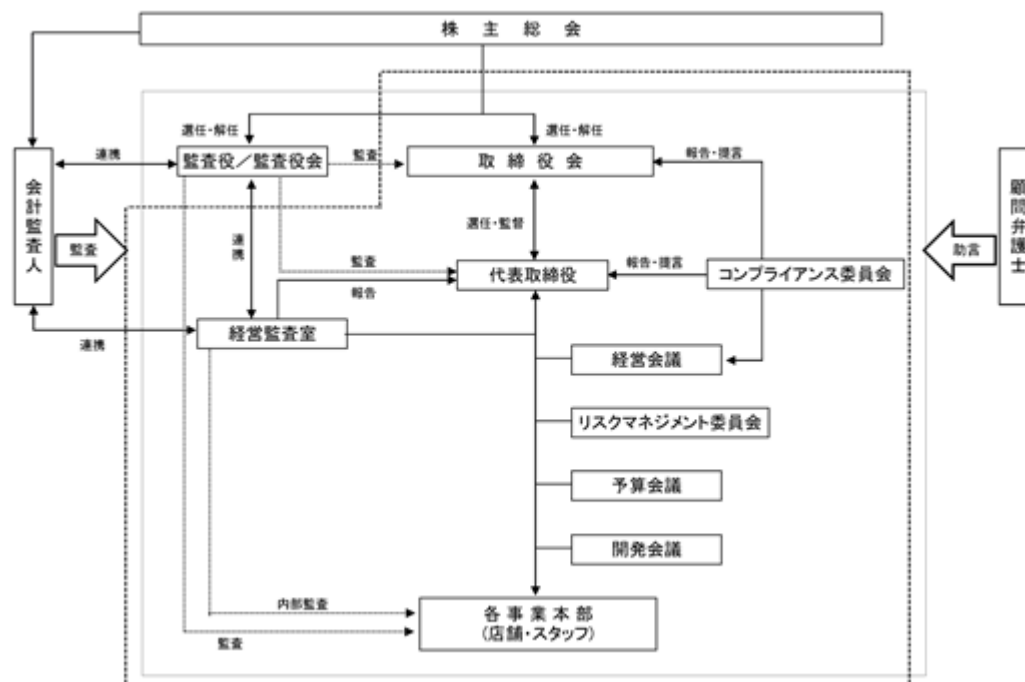 株主総会
選任・解任
選任・解任
監査役／監査役会
監査
取締役会
報告・提言
連携
会計監査人
監査
連携
選任・監督
監査
代表取締役
報告・提言
コンプライアンス委員会
助言
顧問弁護士
報告
経営監査室
連携
経営会議
リスクマネジメント委員会
予算会議
開発会議
内部監査
各事業本部
(店舗・スタッフ)
監査